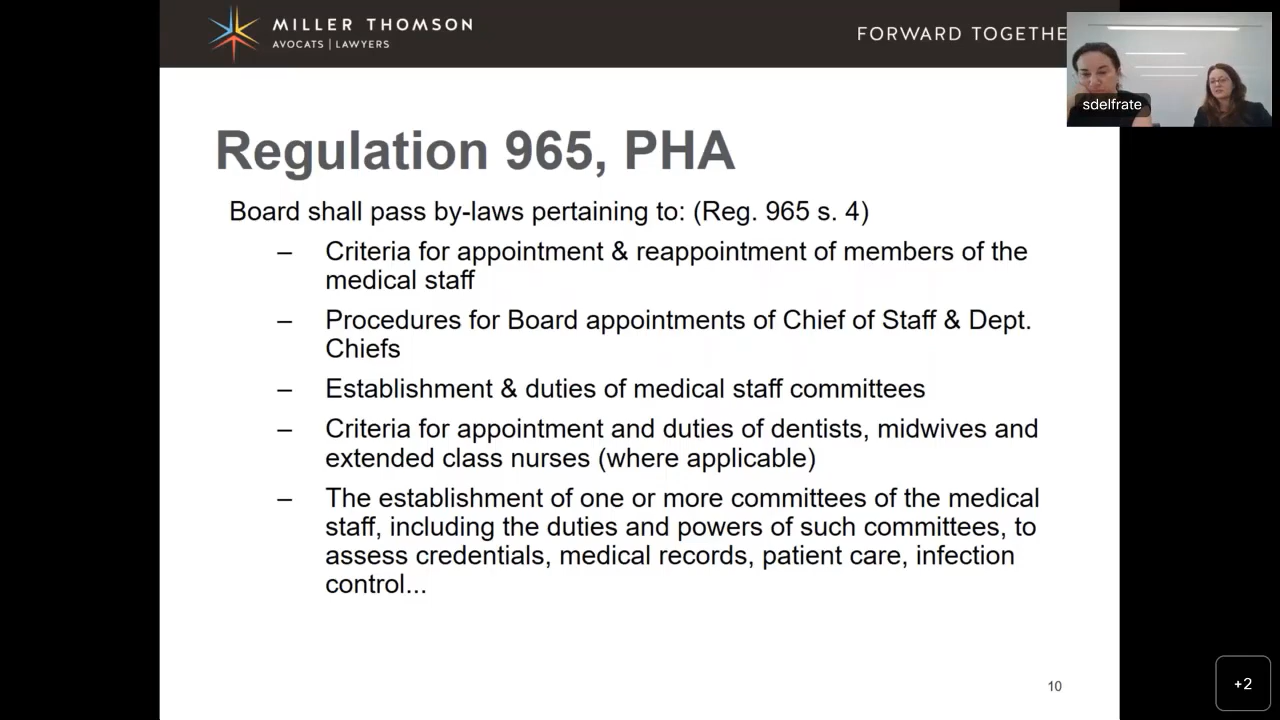 MILLER THOMSON
AVOCATS | LAWYERS
FORWARD TOGETHE
sdelfrate
Regulation 965, PHA
Board shall pass by-laws pertaining to: (Reg. 965 s. 4)
– Criteria for appointment & reappointment of members of the
medical staff
– Procedures for Board appointments of Chief of Staff & Dept.
Chiefs
– Establishment & duties of medical staff committees
– Criteria for appointment and duties of dentists, midwives and
extended class nurses (where applicable)
– The establishment of one or more committees of the medical
staff, including the duties and powers of such committees, to
assess credentials, medical records, patient care, infection
control...
10
+2